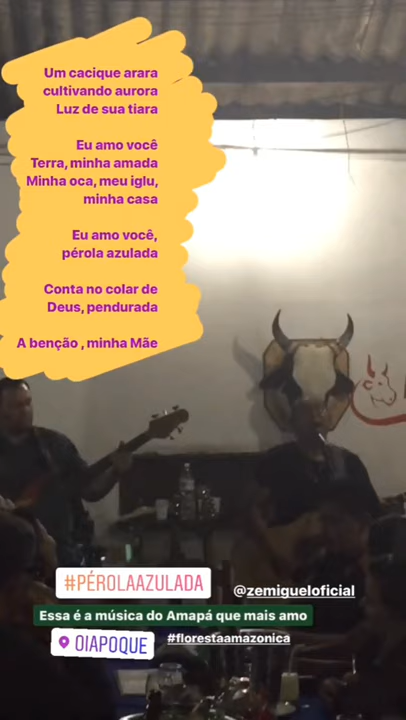 Um cacique arara
cultivando aurora
Luz de sua tiara
Eu amo você
Terra, minha amada
Minha oca, meu iglu,
minha casa
Eu amo você,
pérola azulada
Conta no colar de
Deus, pendurada
A benção , minha Mãe
#PÉROLAAZULADA
@zemigueloficial
Essa é a música do Amapá que mais amo
OIAPOQUE
#florestaamazonica